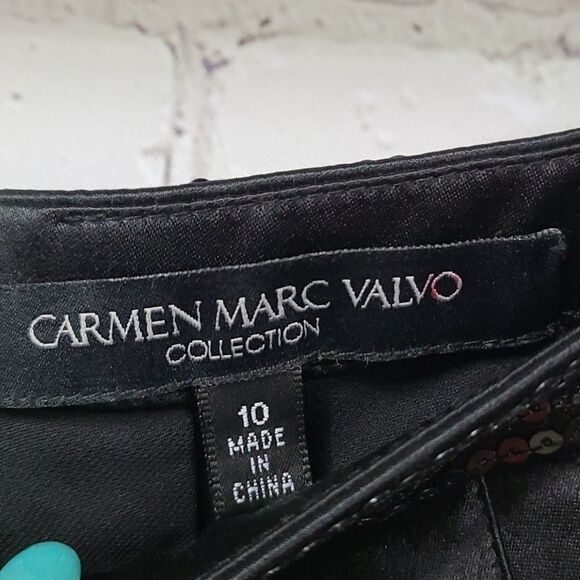 CARMEN MARC VALVO
COLLECTION
10
MADE
IN
CHINA